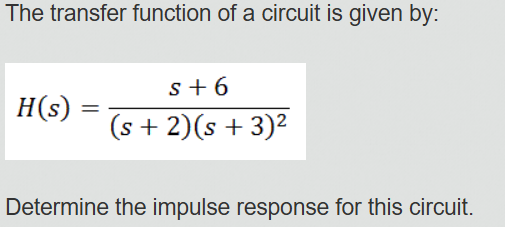 The transfer function of a circuit is given by:
H(s) = (s + 6) / ((s + 2)(s + 3)²)
Determine the impulse response for this circuit.